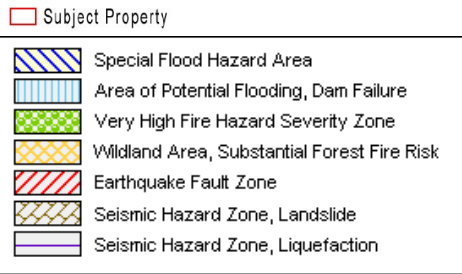 Subject Property
Special Flood Hazard Area
Area of Potential Flooding, Dam Failure
Very High Fire Hazard Severity Zone
Wildland Area, Substantial Forest Fire Risk
Earthquake Fault Zone
Seismic Hazard Zone, Landslide
Seismic Hazard Zone, Liquefaction